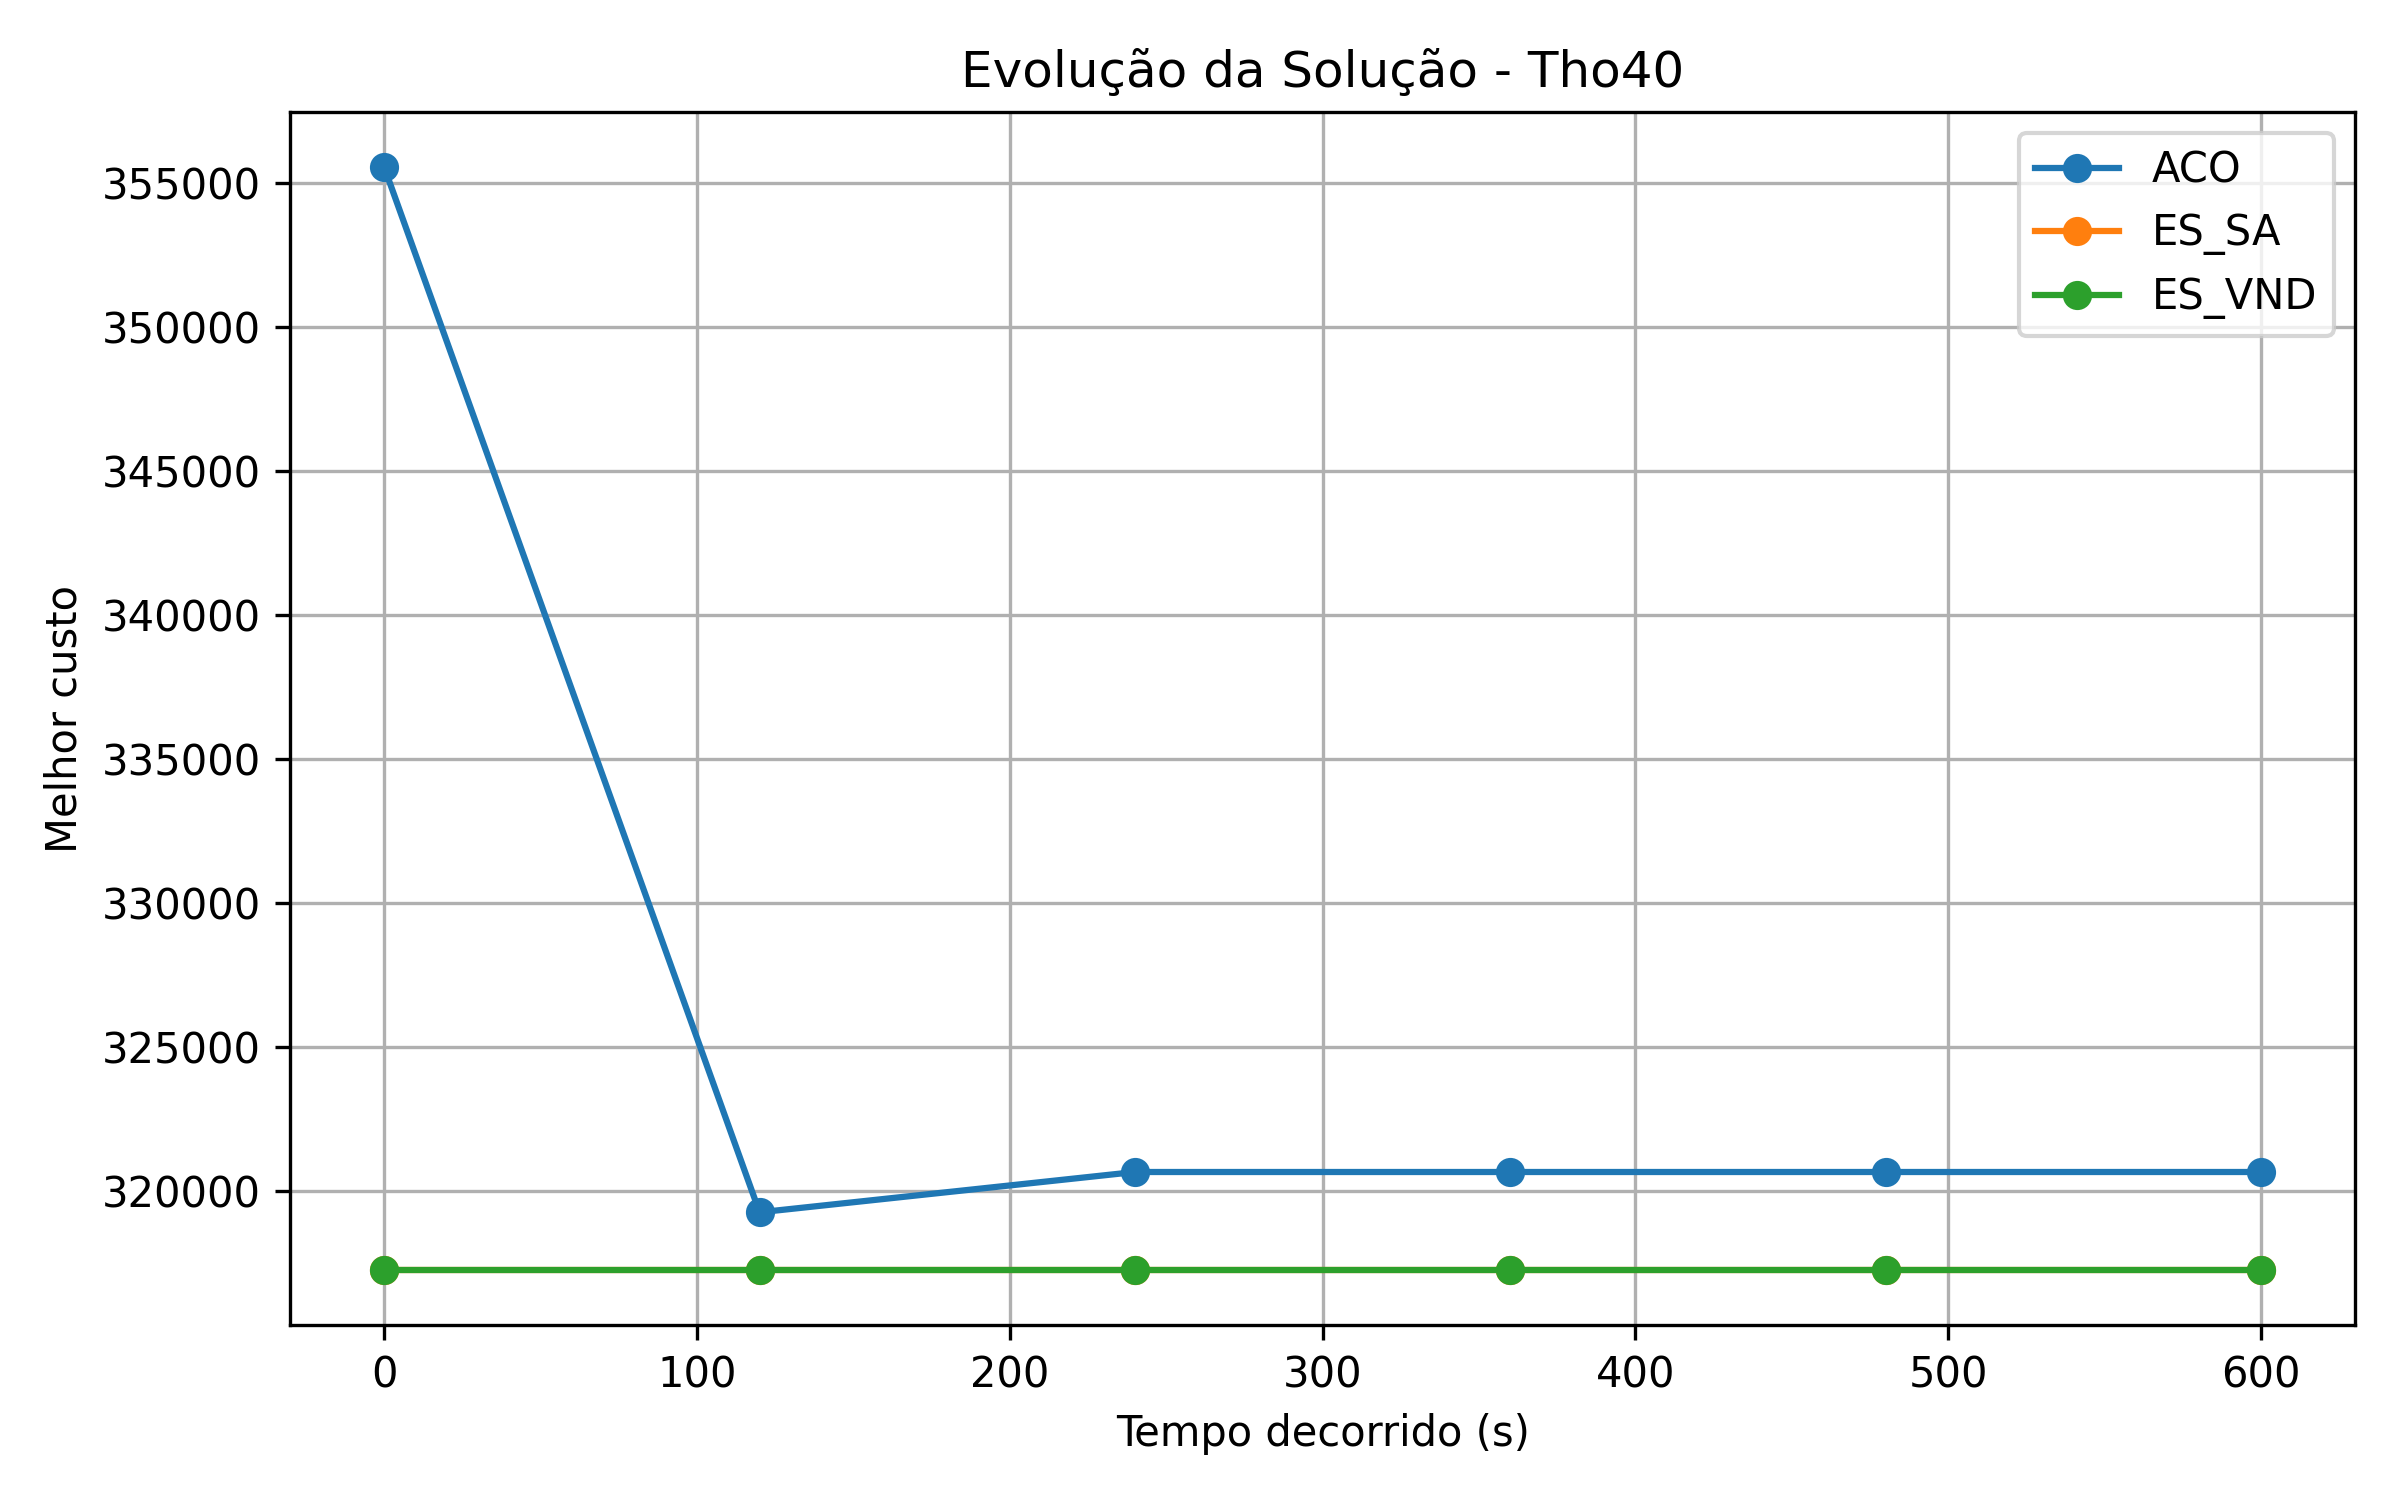 Evolução da Solução - Tho40
ACO
ES_SA
ES_VND
Melhor custo
355000
350000
345000
340000
335000
330000
325000
320000
0 100 200 300 400 500 600
Tempo decorrido (s)